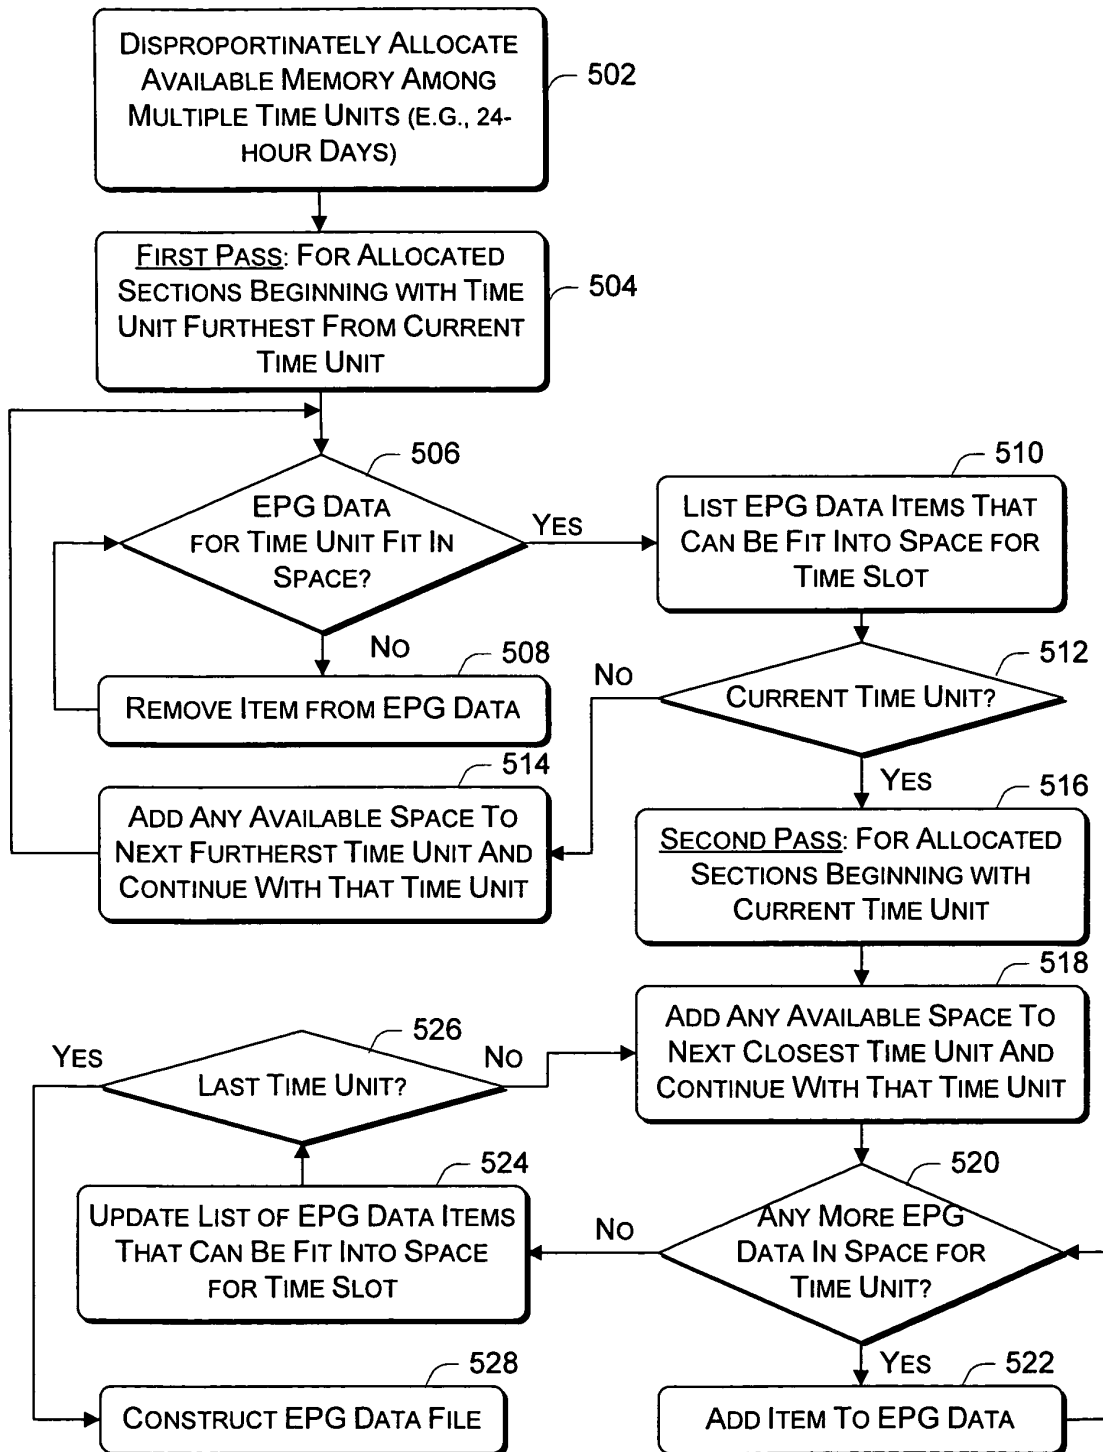 DISPROPORTINATELY ALLOCATE
AVAILABLE MEMORY AMONG
MULTIPLE TIME UNITS (E.G., 24-
HOUR DAYS)
502
FIRST PASS: FOR ALLOCATED
SECTIONS BEGINNING WITH TIME
UNIT FURTHEST FROM CURRENT
TIME UNIT
504
506
EPG DATA
FOR TIME UNIT FIT IN
SPACE?
YES
NO
510
LIST EPG DATA ITEMS THAT
CAN BE FIT INTO SPACE FOR
TIME SLOT
508
REMOVE ITEM FROM EPG DATA
512
CURRENT TIME UNIT?
NO
YES
514
ADD ANY AVAILABLE SPACE TO
NEXT FURTHERST TIME UNIT AND
CONTINUE WITH THAT TIME UNIT
516
SECOND PASS: FOR ALLOCATED
SECTIONS BEGINNING WITH
CURRENT TIME UNIT
518
ADD ANY AVAILABLE SPACE TO
NEXT CLOSEST TIME UNIT AND
CONTINUE WITH THAT TIME UNIT
526
LAST TIME UNIT?
YES
NO
520
ANY MORE EPG
DATA IN SPACE FOR
TIME UNIT?
NO
YES
524
UPDATE LIST OF EPG DATA ITEMS
THAT CAN BE FIT INTO SPACE
FOR TIME SLOT
522
ADD ITEM TO EPG DATA
528
CONSTRUCT EPG DATA FILE